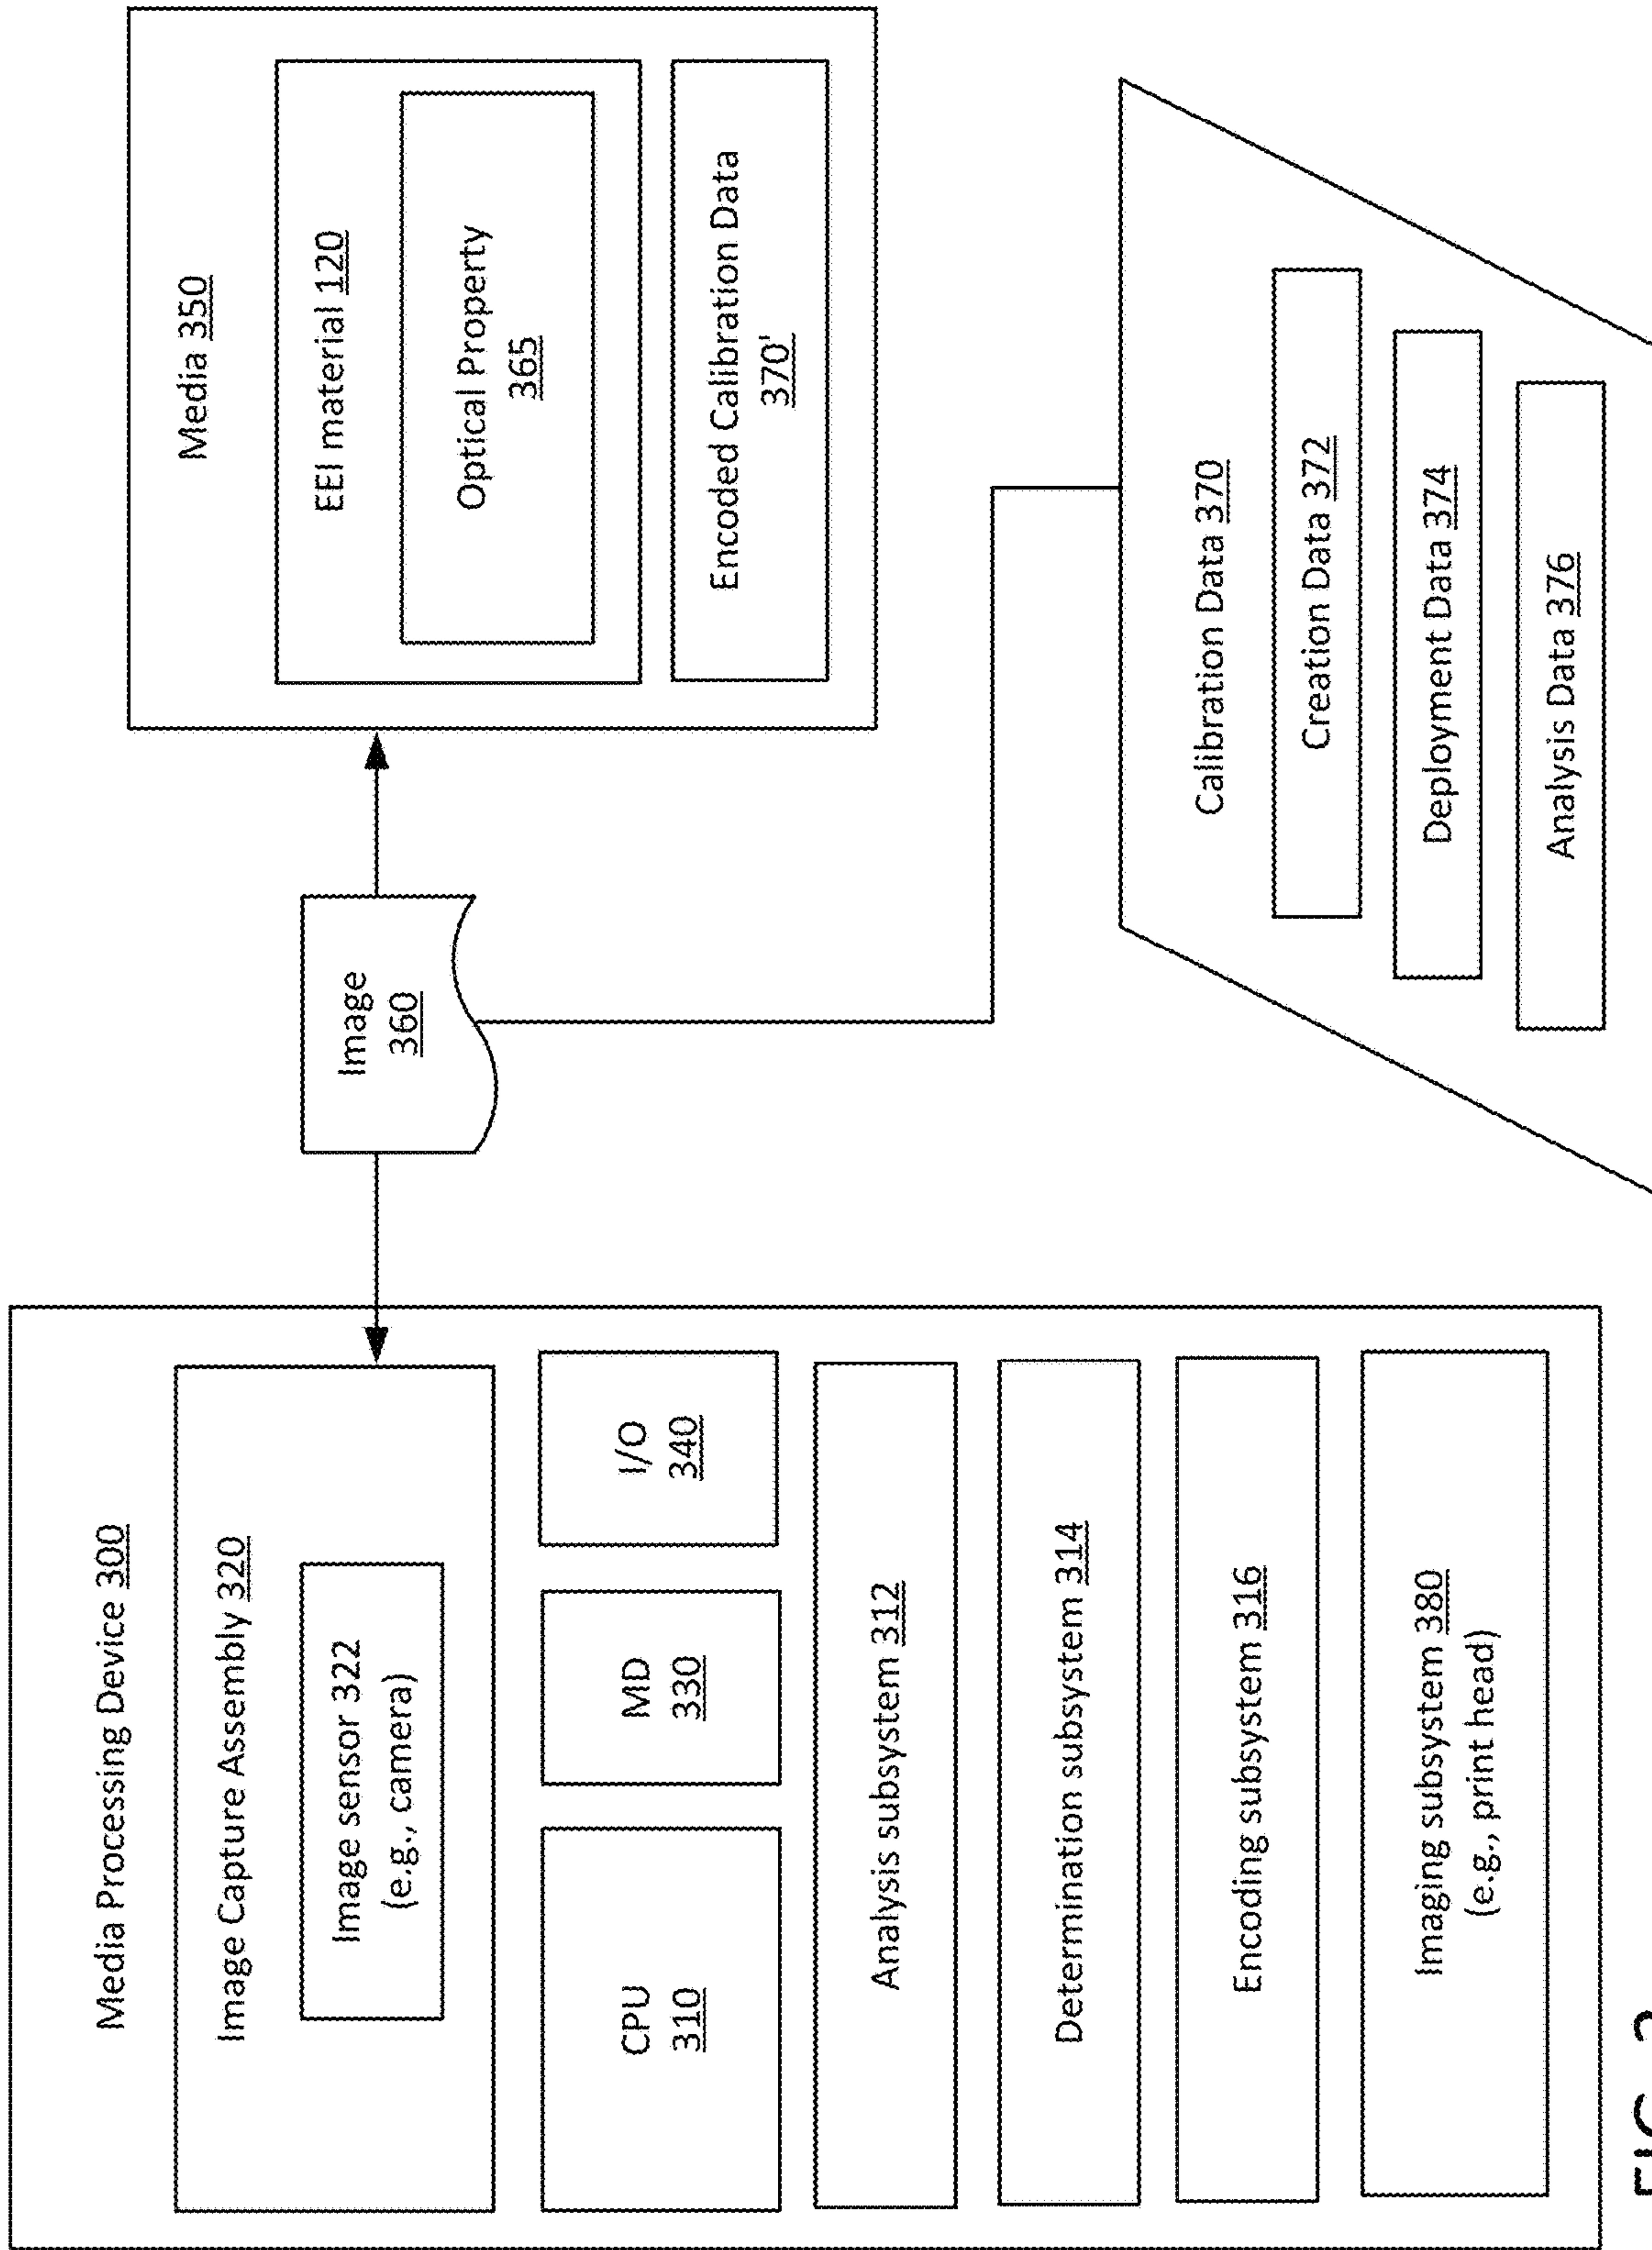 Media Processing Device 300
Image Capture Assembly 320
Image sensor 322
(e.g., camera)
CPU
310
MD
330
I/O
340
Analysis subsystem 312
Determination subsystem 314
Encoding subsystem 316
Imaging subsystem 380
(e.g., print head)
Image
360
Media 350
EEI material 120
Optical Property
365
Encoded Calibration Data
370'
Calibration Data 370
Creation Data 372
Deployment Data 374
Analysis Data 376